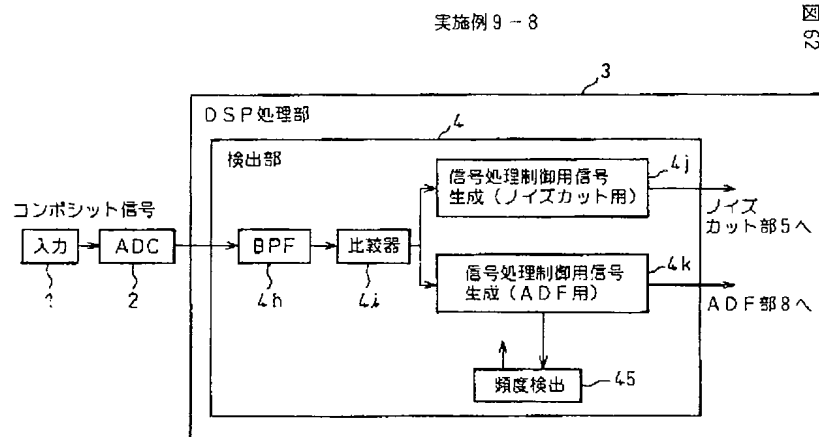 実施例9－8
図62
3
DSP処理部
4
検出部
信号処理制御用信号
生成（ノイズカット用）
4j
ノイズ
カット部5へ
コンポジット信号
入力
ADC
BPF
比較器
1
2
4h
4i
信号処理制御用信号
生成（ADF用）
4k
ADF部8へ
頻度検出
45